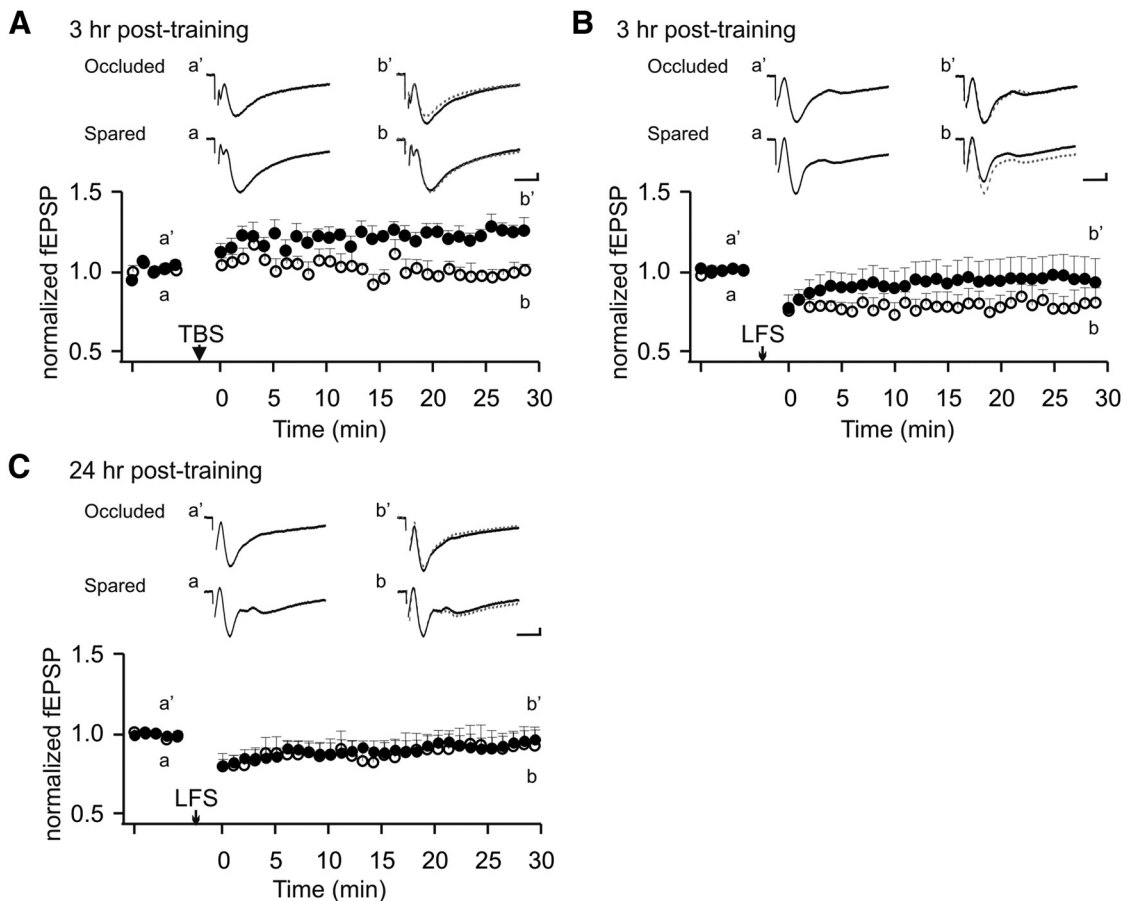 A 3 hr post-training
Occluded a' b'
Spared a b
1.5
1.0
0.5
normalized fEPSP
a'
a
b'
b
TBS
0 5 10 15 20 25 30
Time (min)
B 3 hr post-training
Occluded a' b'
Spared a b
1.5
1.0
0.5
normalized fEPSP
a'
a
b'
b
LFS
0 5 10 15 20 25 30
Time (min)
C 24 hr post-training
Occluded a' b'
Spared a b
1.5
1.0
0.5
normalized fEPSP
a'
a
b'
b
LFS
0 5 10 15 20 25 30
Time (min)